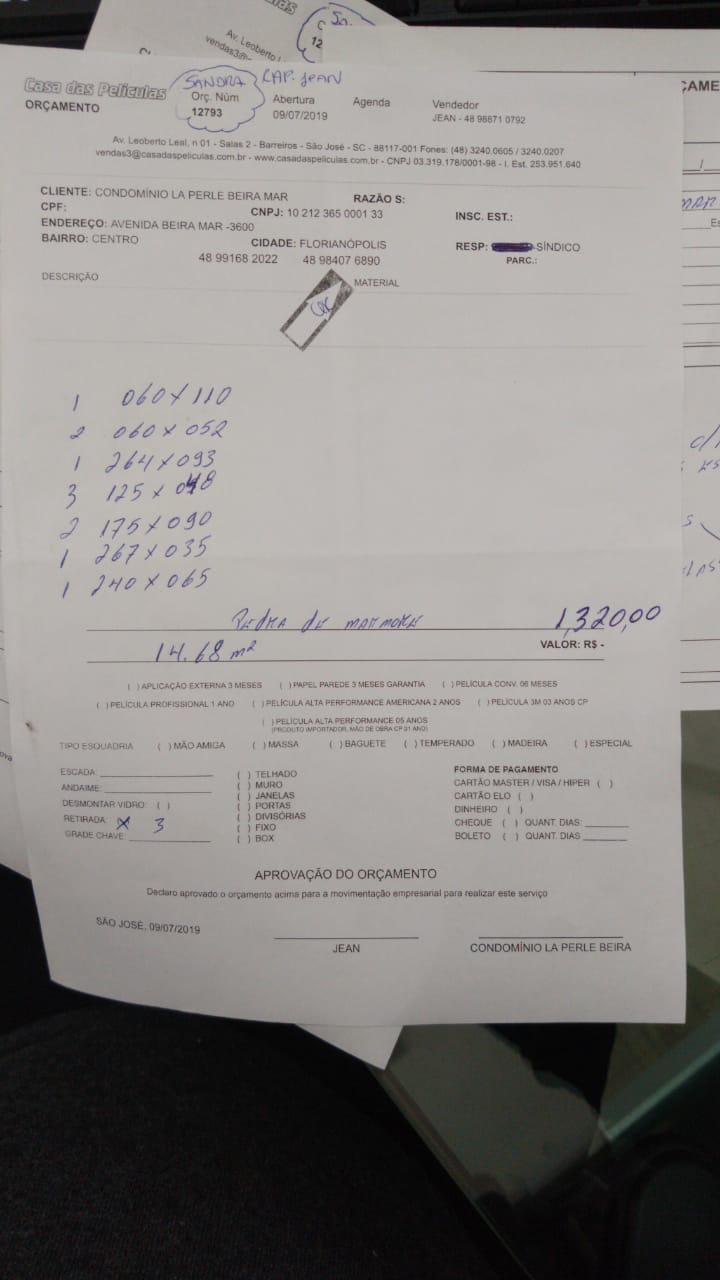 SANDRA RAP. JEAN
Casa das Películas
ORÇAMENTO
Orç. Núm
12793
Abertura
09/07/2019
Agenda
Vendedor
JEAN - 48 98871 0792
Av. Leoberto Leal, n 01 - Salas 2 - Barreiros - São José - SC - 88117-001 Fones: (48) 3240.0605 / 3240.0207
vendas3@casadaspeliculas.com.br - www.casadaspeliculas.com.br - CNPJ 03.319.178/0001-98 - I. Est. 253.951.640
CLIENTE: CONDOMÍNIO LA PERLE BEIRA MAR RAZÃO S:
CPF: CNPJ: 10 212 365 0001 33 INSC. EST.:
ENDEREÇO: AVENIDA BEIRA MAR -3600
BAIRRO: CENTRO CIDADE: FLORIANÓPOLIS RESP: SÍNDICO
48 99168 2022 48 98407 6890 PARC.:
DESCRIÇÃO MATERIAL
1 060 X 110
2 060 X 052
1 264 X 093
3 125 X 048
2 175 X 090
1 267 X 035
1 240 X 065
PEDRA DE MARMORE 1,320,00
14.68 m² VALOR: R$ -
( ) APLICAÇÃO EXTERNA 3 MESES ( ) PAPEL PAREDE 3 MESES GARANTIA ( ) PELÍCULA CONV. 06 MESES
( ) PELÍCULA PROFISSIONAL 1 ANO ( ) PELÍCULA ALTA PERFORMANCE AMERICANA 2 ANOS ( ) PELÍCULA 3M 03 ANOS CP
( ) PELÍCULA ALTA PERFORMANCE 05 ANOS
(PRODUTO IMPORTADOR, MÃO DE OBRA CP 01 ANO)
TIPO ESQUADRIA ( ) MÃO AMIGA ( ) MASSA ( ) BAGUETE ( ) TEMPERADO ( ) MADEIRA ( ) ESPECIAL
ESCADA:
ANDAIME:
DESMONTAR VIDRO: ( )
RETIRADA: X 3
GRADE CHAVE:
( ) TELHADO
( ) MURO
( ) JANELAS
( ) PORTAS
( ) DIVISÓRIAS
( ) FIXO
( ) BOX
FORMA DE PAGAMENTO
CARTÃO MASTER / VISA / HIPER ( )
CARTÃO ELO ( )
DINHEIRO ( )
CHEQUE ( ) QUANT. DIAS:
BOLETO ( ) QUANT. DIAS
APROVAÇÃO DO ORÇAMENTO
Declaro aprovado o orçamento acima para a movimentação empresarial para realizar este serviço
SÃO JOSÉ, 09/07/2019
JEAN
CONDOMÍNIO LA PERLE BEIRA